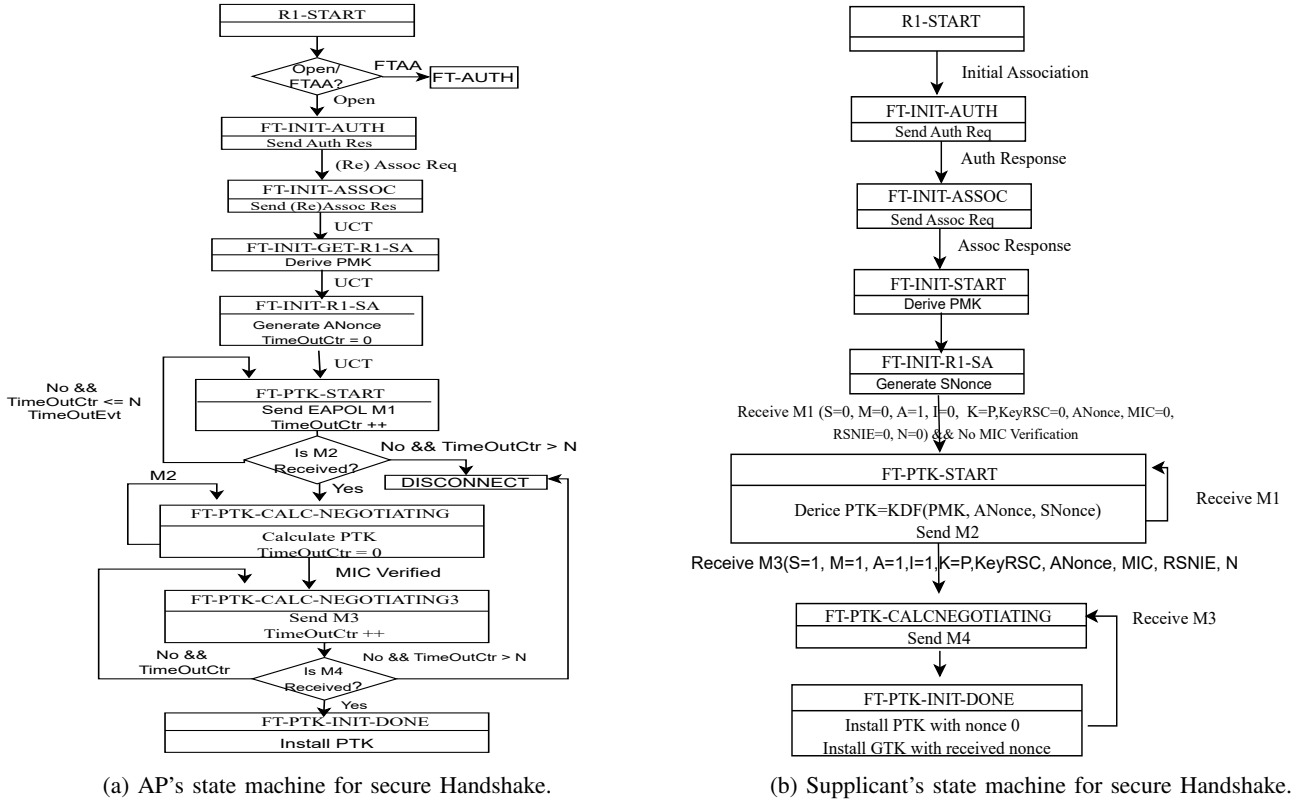 R1-START
Open/
FTAA?
FTAA
FT-AUTH
Open
FT-INIT-AUTH
Send Auth Res
(Re) Assoc Req
FT-INIT-ASSOC
Send (Re)Assoc Res
UCT
FT-INIT-GET-R1-SA
Derive PMK
UCT
FT-INIT-R1-SA
Generate ANonce
TimeOutCtr = 0
UCT
No &&
TimeOutCtr <= N
TimeOutEvt
FT-PTK-START
Send EAPOL M1
TimeOutCtr ++
Is M2
Received?
No && TimeOutCtr > N
DISCONNECT
M2
Yes
FT-PTK-CALC-NEGOTIATING
Calculate PTK
TimeOutCtr = 0
MIC Verified
FT-PTK-CALC-NEGOTIATING3
Send M3
TimeOutCtr ++
No &&
TimeOutCtr
Is M4
Received?
No && TimeOutCtr > N
Yes
FT-PTK-INIT-DONE
Install PTK
(a) AP's state machine for secure Handshake.
R1-START
Initial Association
FT-INIT-AUTH
Send Auth Req
Auth Response
FT-INIT-ASSOC
Send Assoc Req
Assoc Response
FT-INIT-START
Derive PMK
FT-INIT-R1-SA
Generate SNonce
Receive M1 (S=0, M=0, A=1, I=0, K=P,KeyRSC=0, ANonce, MIC=0,
RSNIE=0, N=0) && No MIC Verification
FT-PTK-START
Derice PTK=KDF(PMK, ANonce, SNonce)
Send M2
Receive M1
Receive M3(S=1, M=1, A=1,I=1,K=P,KeyRSC, ANonce, MIC, RSNIE, N
FT-PTK-CALCNEGOTIATING
Send M4
Receive M3
FT-PTK-INIT-DONE
Install PTK with nonce 0
Install GTK with received nonce
(b) Supplicant's state machine for secure Handshake.